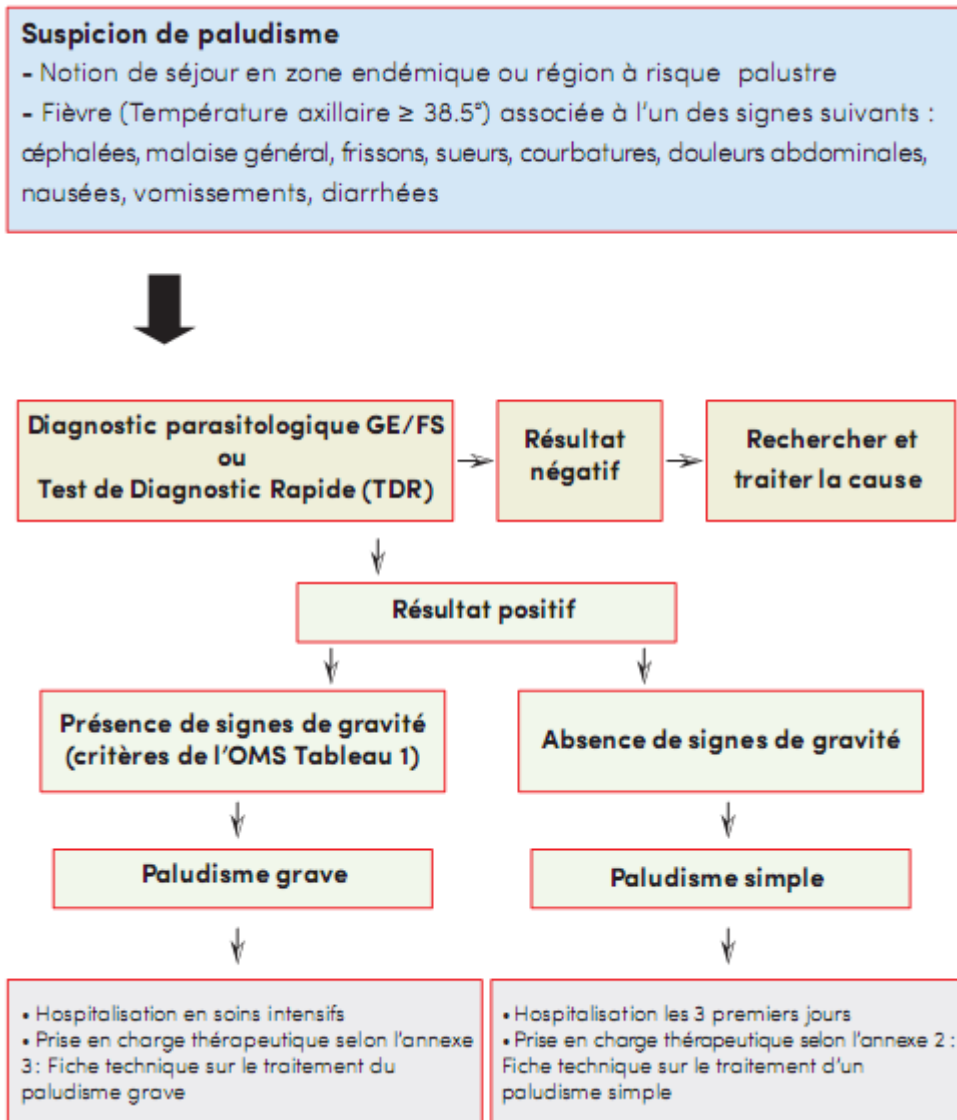 Suspicion de paludisme
- Notion de séjour en zone endémique ou région à risque palustre
- Fièvre (Température axillaire ≥ 38.5°) associée à l'un des signes suivants :
céphalées, malaise général, frissons, sueurs, courbatures, douleurs abdominales,
nausées, vomissements, diarrhées
Diagnostic parasitologique GE/FS
ou
Test de Diagnostic Rapide (TDR)
Résultat
négatif
Rechercher et
traiter la cause
Résultat positif
Présence de signes de gravité
(critères de l'OMS Tableau 1)
Absence de signes de gravité
Paludisme grave
Paludisme simple
• Hospitalisation en soins intensifs
• Prise en charge thérapeutique selon l'annexe
3 : Fiche technique sur le traitement du
paludisme grave
• Hospitalisation les 3 premiers jours
• Prise en charge thérapeutique selon l'annexe 2 :
Fiche technique sur le traitement d'un
paludisme simple